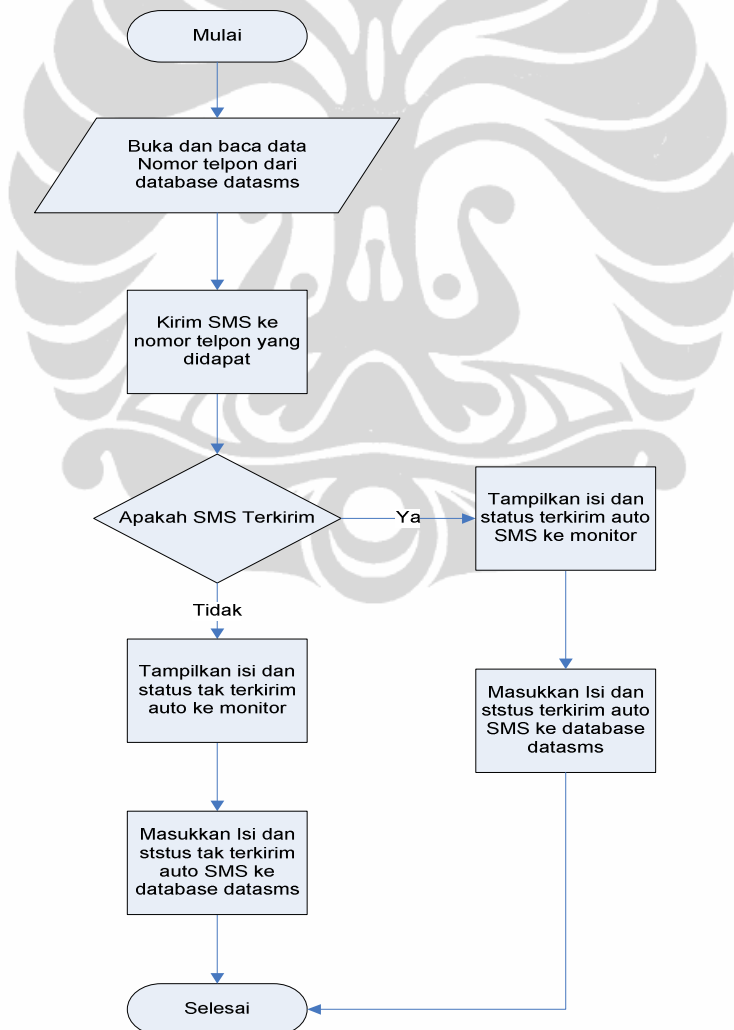 Mulai
Buka dan baca data
Nomor telpon dari
database datasms
Kirim SMS ke
nomor telpon yang
didapat
Apakah SMS Terkirim
Ya
Tampilkan isi dan
status terkirim auto
SMS ke monitor
Tidak
Tampilkan isi dan
status tak terkirim
auto ke monitor
Masukkan Isi dan
ststus terkirim auto
SMS ke database
datasms
Masukkan Isi dan
ststus tak terkirim
auto SMS ke
database datasms
Selesai